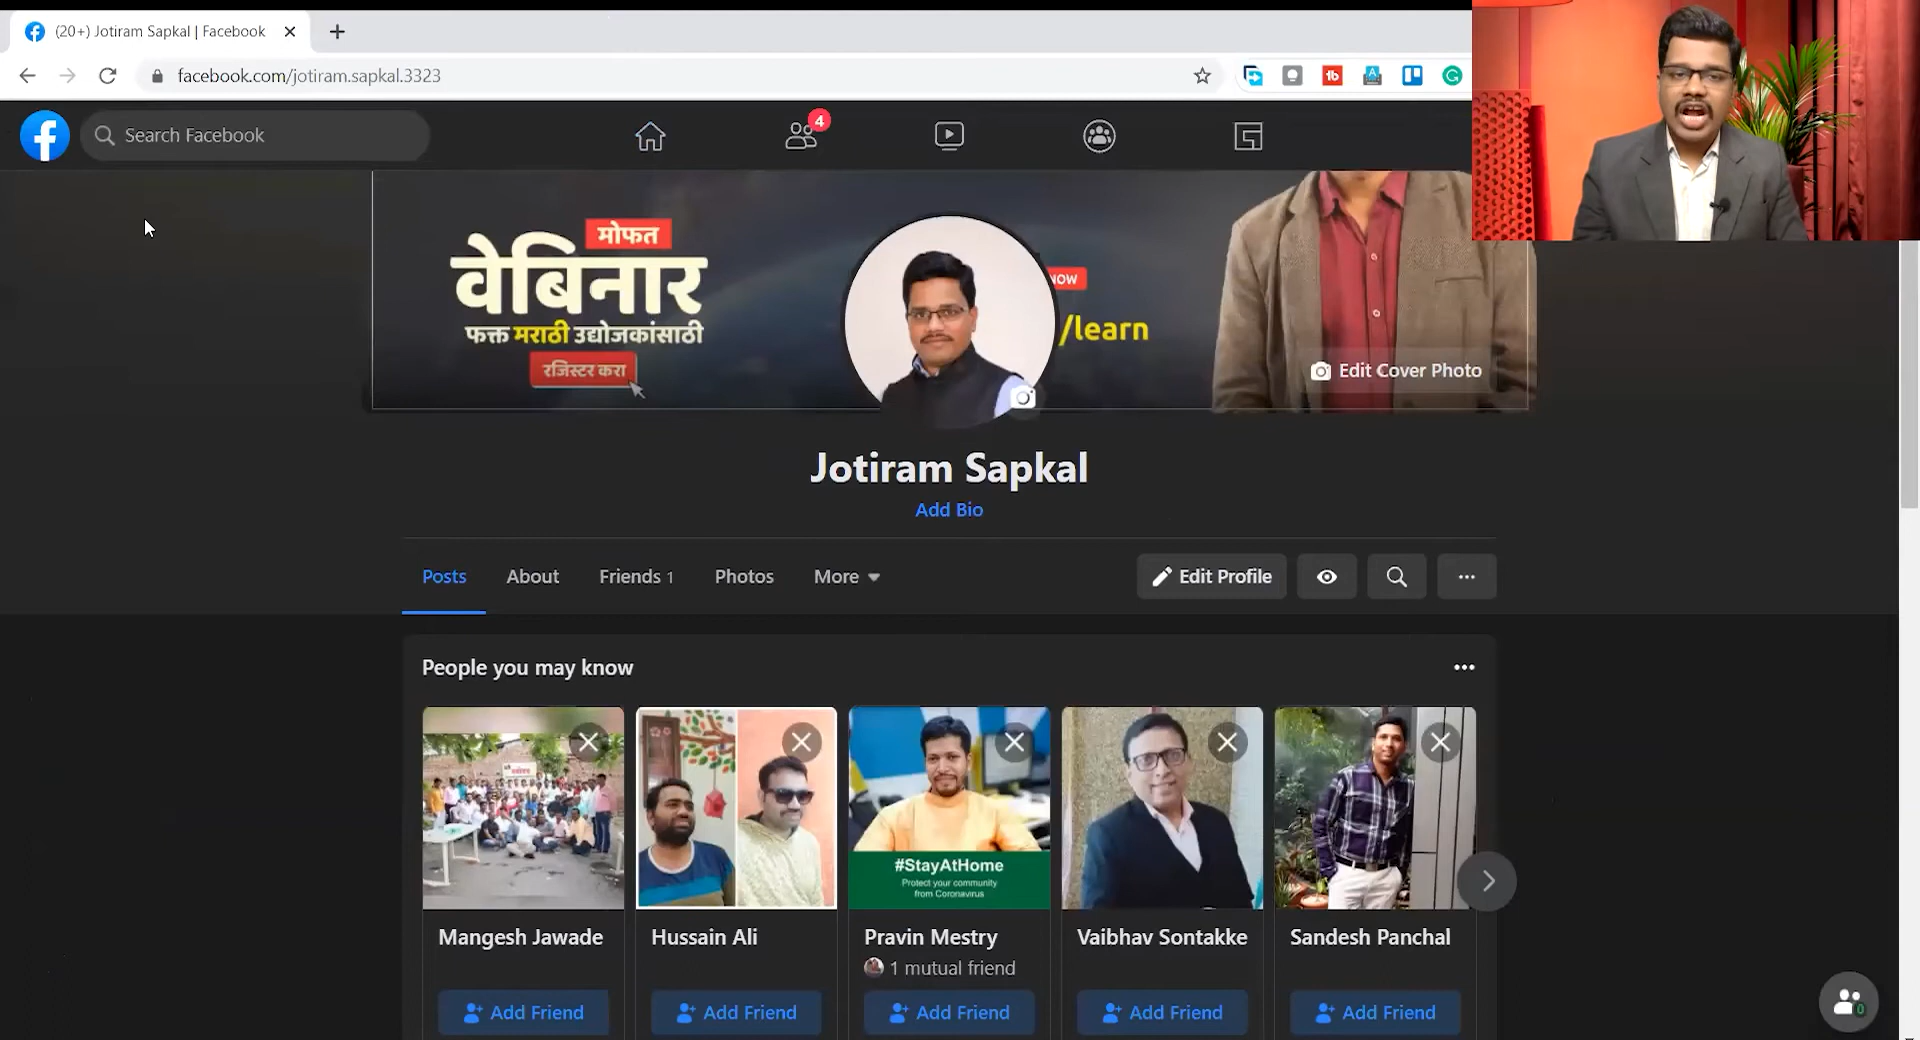 (20+) Jotiram Sapkal | Facebook
facebook.com/jotiram.sapkal.3323
Search Facebook
4
मोफत
वेबिनार
फक्त मराठी उद्योजकांसाठी
रजिस्टर करा
NOW
/learn
Edit Cover Photo
Jotiram Sapkal
Add Bio
Posts About Friends 1 Photos More
Edit Profile
People you may know
#StayAtHome
Protect your community
from Coronavirus
Mangesh Jawade
Hussain Ali
Pravin Mestry
Vaibhav Sontakke
Sandesh Panchal
1 mutual friend
Add Friend
Add Friend
Add Friend
Add Friend
Add Friend
0